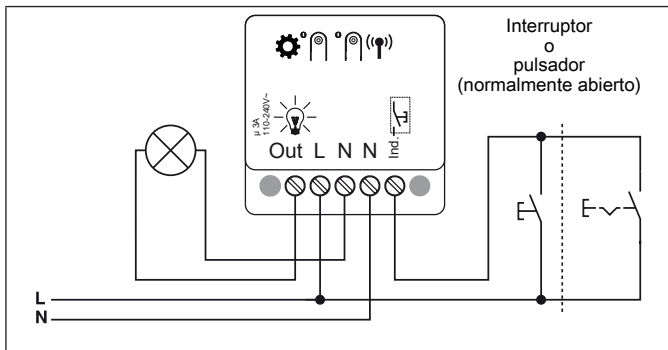 Interruptor
o
pulsador
(normalmente abierto)
µ 3A
110-240V~
Out L N N Ind.
L
N